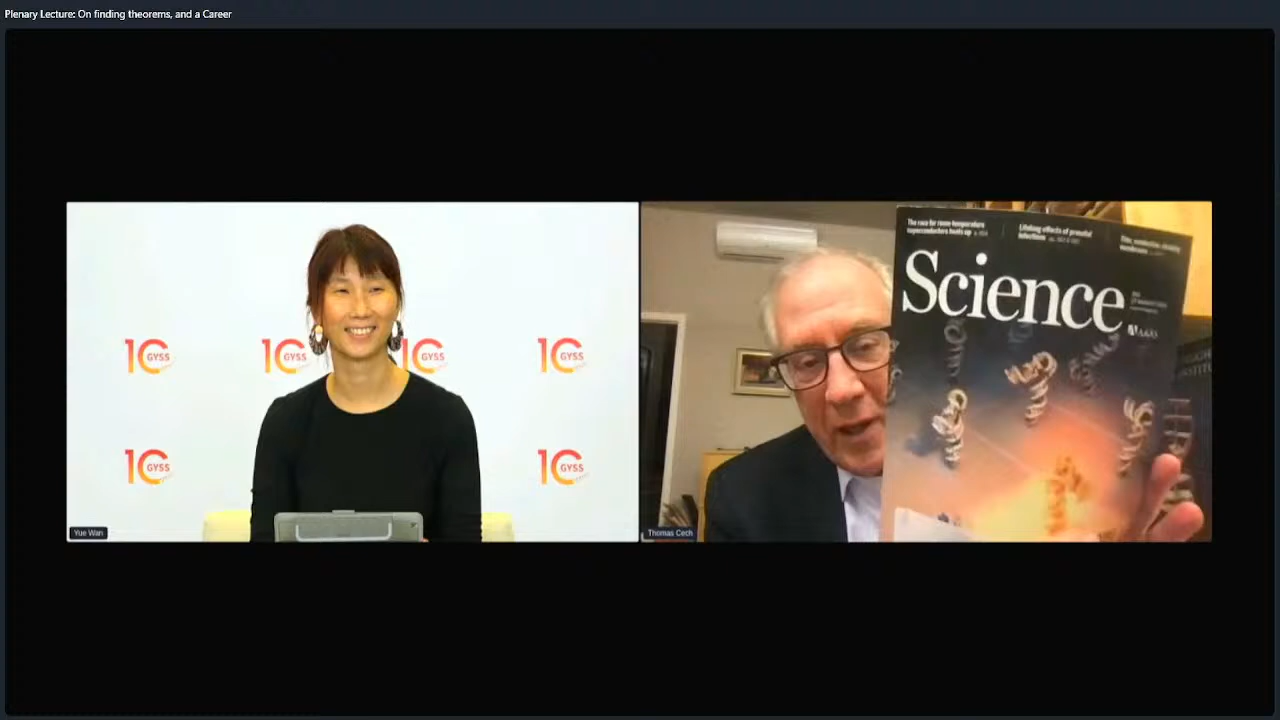 Plenary Lecture: On finding theorems, and a Career
10
GYSS
10
GYSS
10
GYSS
10
GYSS
10
GYSS
10
GYSS
Yue Wan
The race for room-temperature
superconductors heats up
Lifelong effects of prenatal
infections
Science
AAAS
Thomas Cech